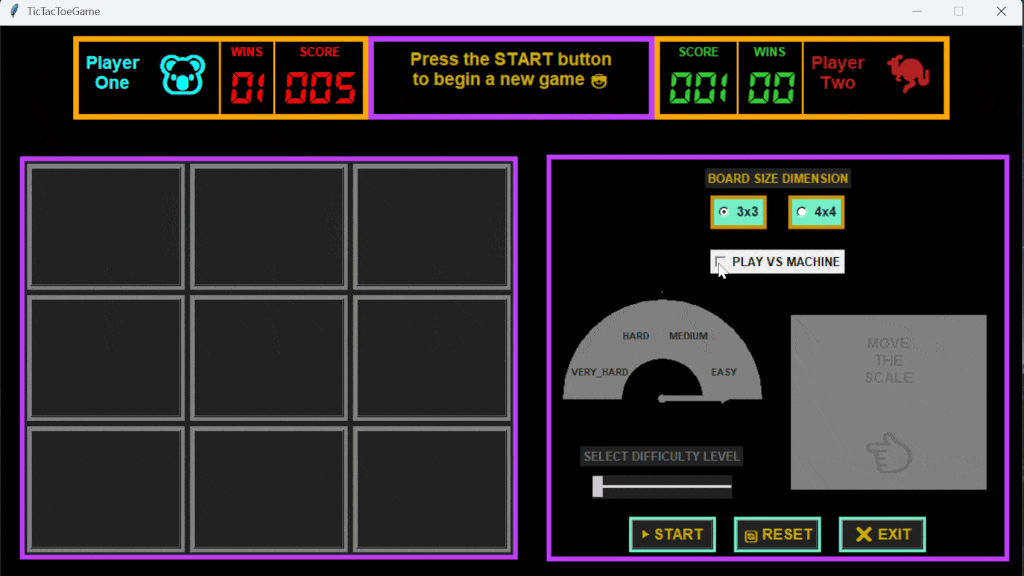 TicTacToeGame
Player
One
WINS
01
SCORE
005
Press the START button
to begin a new game
SCORE
001
WINS
00
Player
Two
BOARD SIZE DIMENSION
3x3
4x4
PLAY VS MACHINE
HARD
MEDIUM
VERY_HARD
EASY
MOVE
THE
SCALE
SELECT DIFFICULTY LEVEL
START
RESET
EXIT